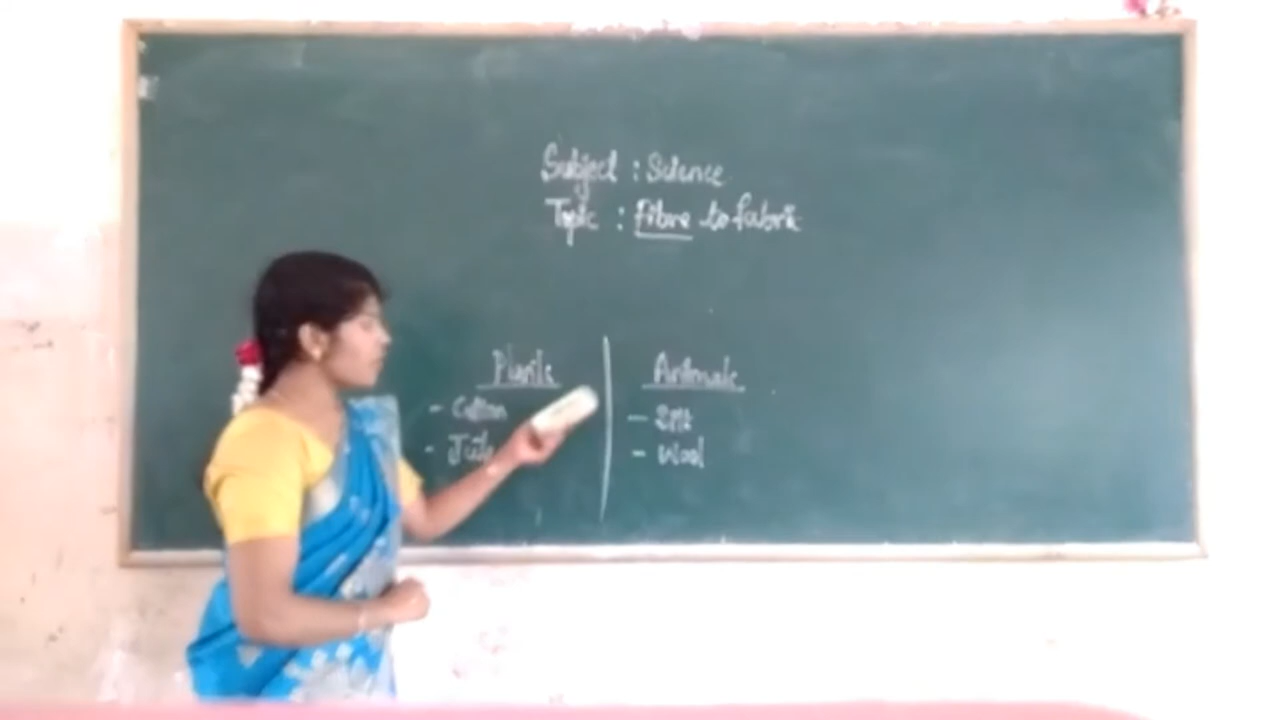 Subject : Science
Topic : Fibre to fabric
Plants
- Cotton
- Jute
Animals
- Silk
- Wool